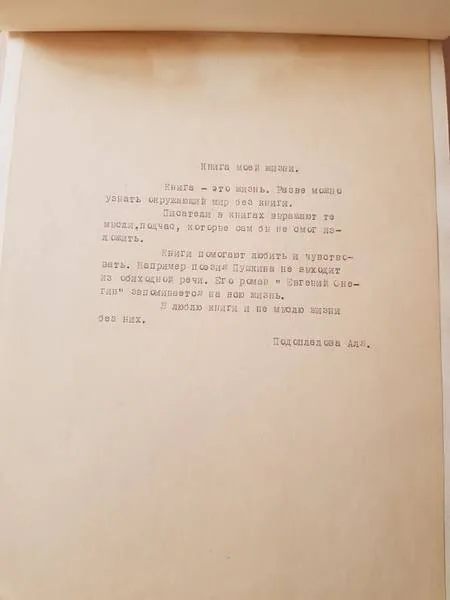 Книга моей жизни.
Книга - это жизнь. Разве можно
узнать окружающий мир без книги.
Писатели в книгах выражают те
мысли,подчас, которые сам бы не смог из-
ложить.
Книги помогают любить и чувство-
вать. Например поэзия Пушкина не выходит
из обиходной речи. Его роман " Евгений Оне-
гин" запоминается на всю жизнь.
Я люблю книги и не мыслю жизни
без них.
Аля.